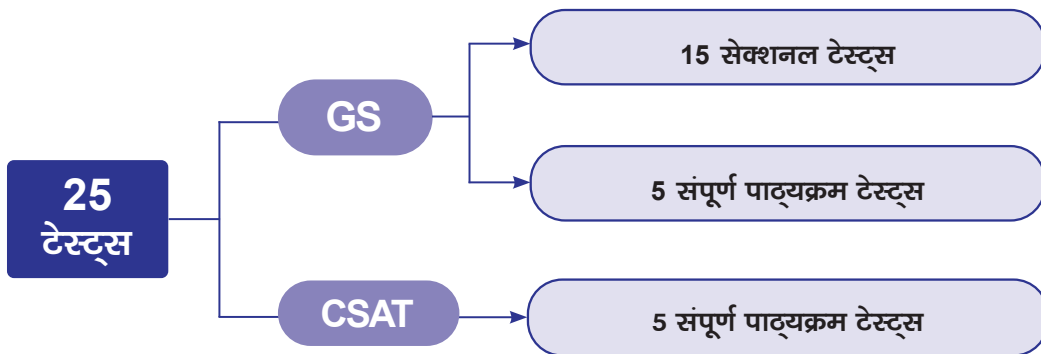 25
टेस्ट्स
GS
15 सेक्शनल टेस्ट्स
5 संपूर्ण पाठ्यक्रम टेस्ट्स
CSAT
5 संपूर्ण पाठ्यक्रम टेस्ट्स